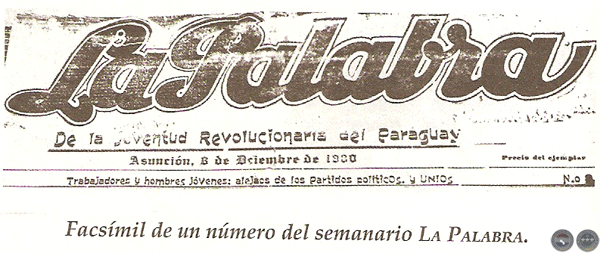 La Palabra
De la Juventud Revolucionaria del Paraguay
Asunción, 8 de Diciembre de 1930
Precio del ejemplar
Trabajadores y hombres jóvenes: alejaos de los Partidos políticos, y UNIOS
N.o
Facsímil de un número del semanario LA PALABRA.